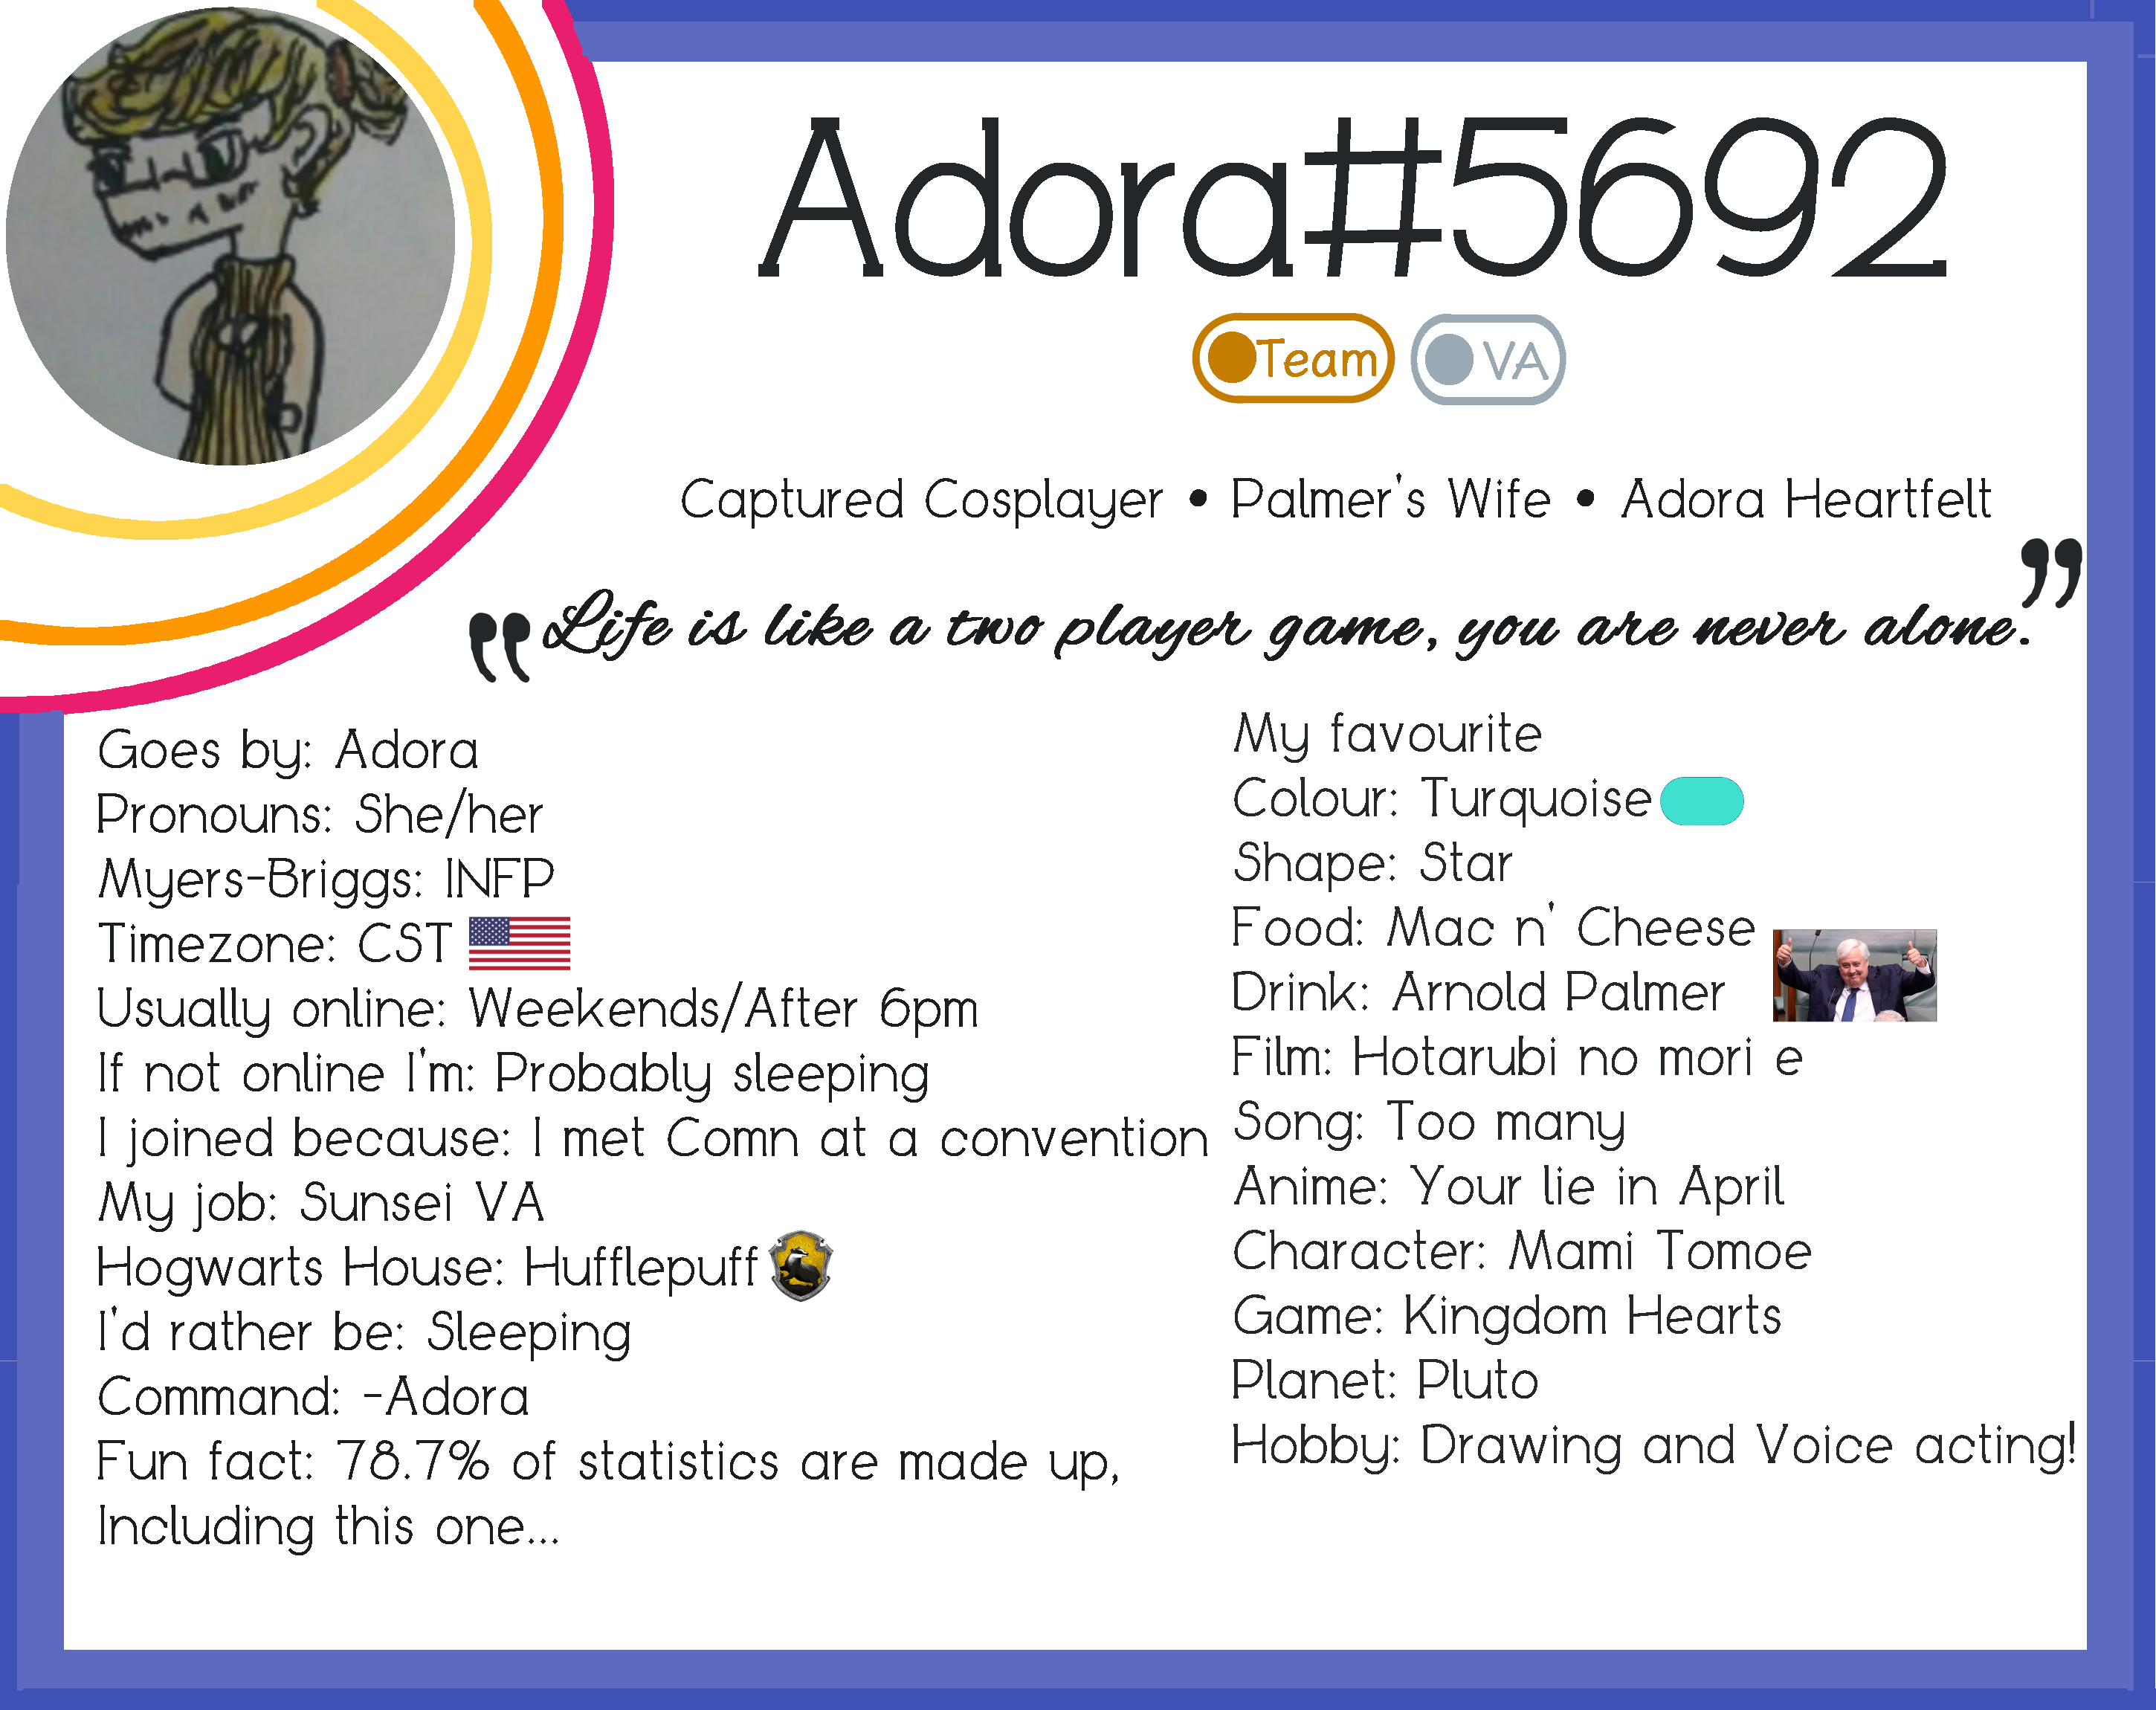 Adora#5692
Team VA
Captured Cosplayer • Palmer's Wife • Adora Heartfelt
"Life is like a two player game, you are never alone."
Goes by: Adora
Pronouns: She/her
Myers-Briggs: INFP
Timezone: CST
Usually online: Weekends/After 6pm
If not online I'm: Probably sleeping
I joined because: I met Comn at a convention
My job: Sunsei VA
Hogwarts House: Hufflepuff
I'd rather be: Sleeping
Command: -Adora
Fun fact: 78.7% of statistics are made up,
Including this one...
My favourite
Colour: Turquoise
Shape: Star
Food: Mac n' Cheese
Drink: Arnold Palmer
Film: Hotarubi no mori e
Song: Too many
Anime: Your lie in April
Character: Mami Tomoe
Game: Kingdom Hearts
Planet: Pluto
Hobby: Drawing and Voice acting!